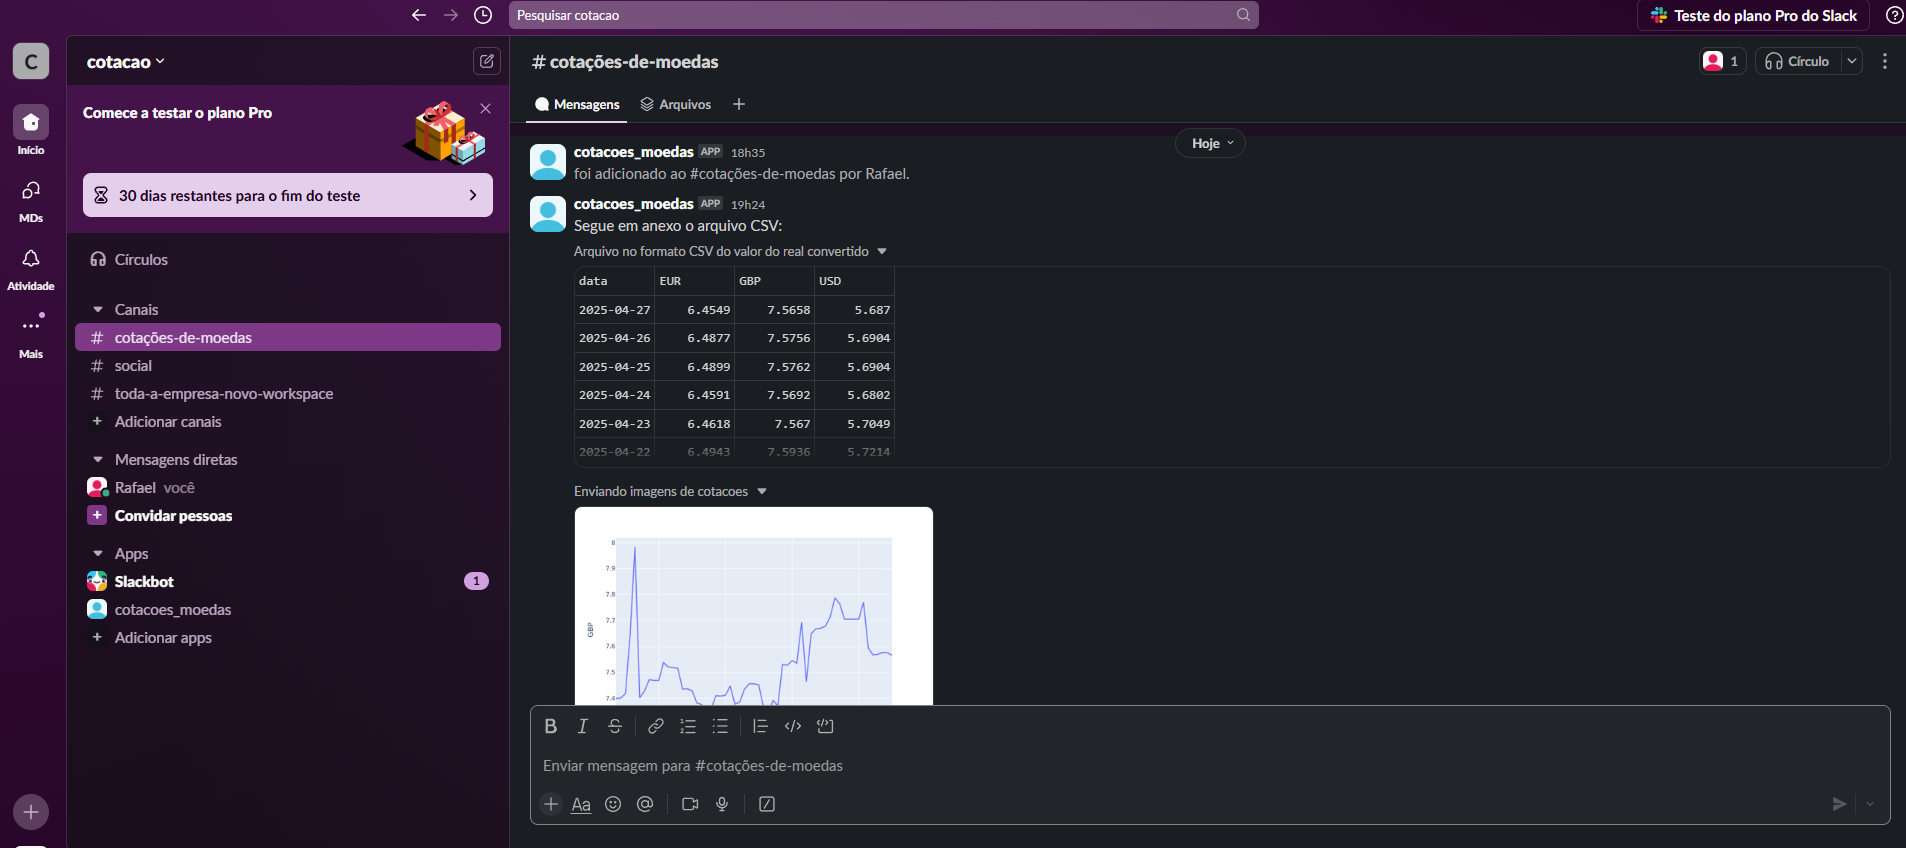 Pesquisar cotacao
Teste do plano Pro do Slack
C
Início
MDs
Atividade
Mais
cotacao
Comece a testar o plano Pro
30 dias restantes para o fim do teste
Círculos
Canais
# cotações-de-moedas
# social
# toda-a-empresa-novo-workspace
+ Adicionar canais
Mensagens diretas
Rafael você
+ Convidar pessoas
Apps
Slackbot 1
cotacoes_moedas
+ Adicionar apps
# cotações-de-moedas
1
Círculo
Mensagens
Arquivos
Hoje
cotacoes_moedas APP 18h35
foi adicionado ao #cotações-de-moedas por Rafael.
cotacoes_moedas APP 19h24
Segue em anexo o arquivo CSV:
Arquivo no formato CSV do valor do real convertido
data EUR GBP USD
2025-04-27 6.4549 7.5658 5.687
2025-04-26 6.4877 7.5756 5.6904
2025-04-25 6.4899 7.5762 5.6904
2025-04-24 6.4591 7.5692 5.6802
2025-04-23 6.4618 7.567 5.7049
2025-04-22 6.4943 7.5936 5.7214
Enviando imagens de cotacoes
8
7.9
7.8
7.7
7.6
7.5
7.4
GBP
B I S
Enviar mensagem para #cotações-de-moedas
Aa